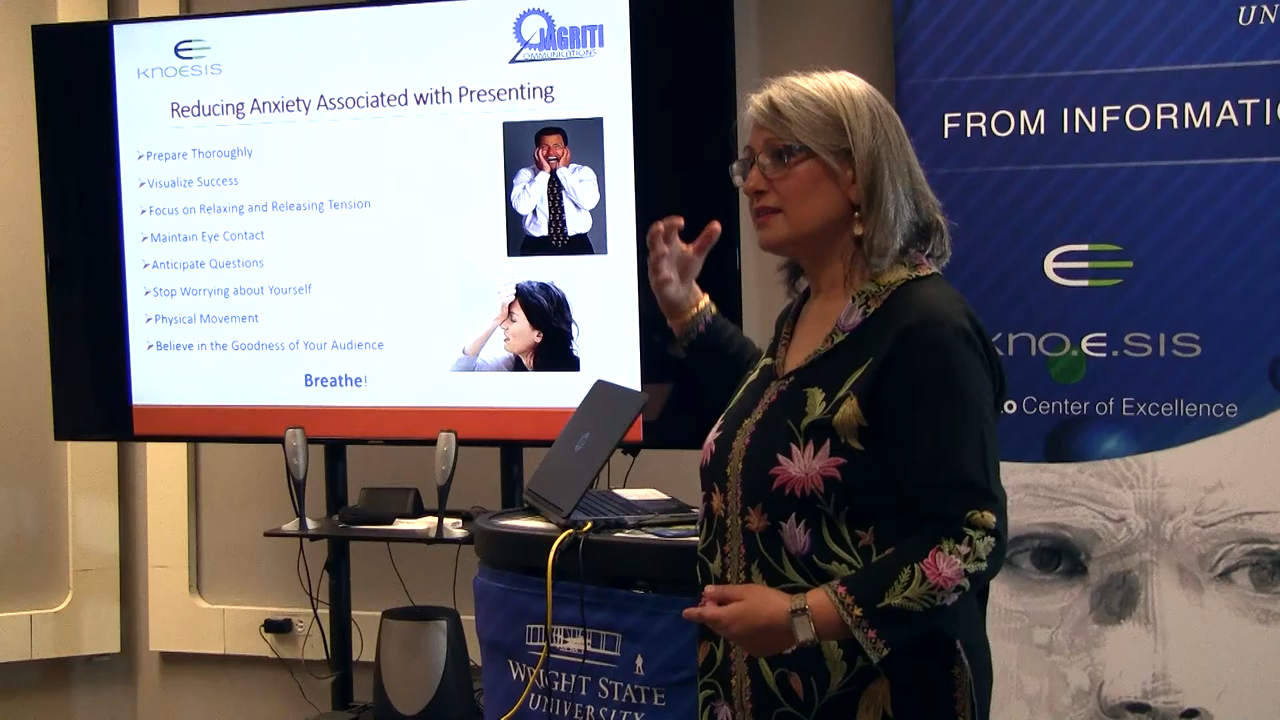 KNOESIS
JAGRITI
COMMUNICATIONS
Reducing Anxiety Associated with Presenting
➢Prepare Thoroughly
➢Visualize Success
➢Focus on Relaxing and Releasing Tension
➢Maintain Eye Contact
➢Anticipate Questions
➢Stop Worrying about Yourself
➢Physical Movement
➢Believe in the Goodness of Your Audience
Breathe!
WRIGHT STATE
UNIVERSITY
UN
FROM INFORMATI
kno.e.sis
Center of Excellence